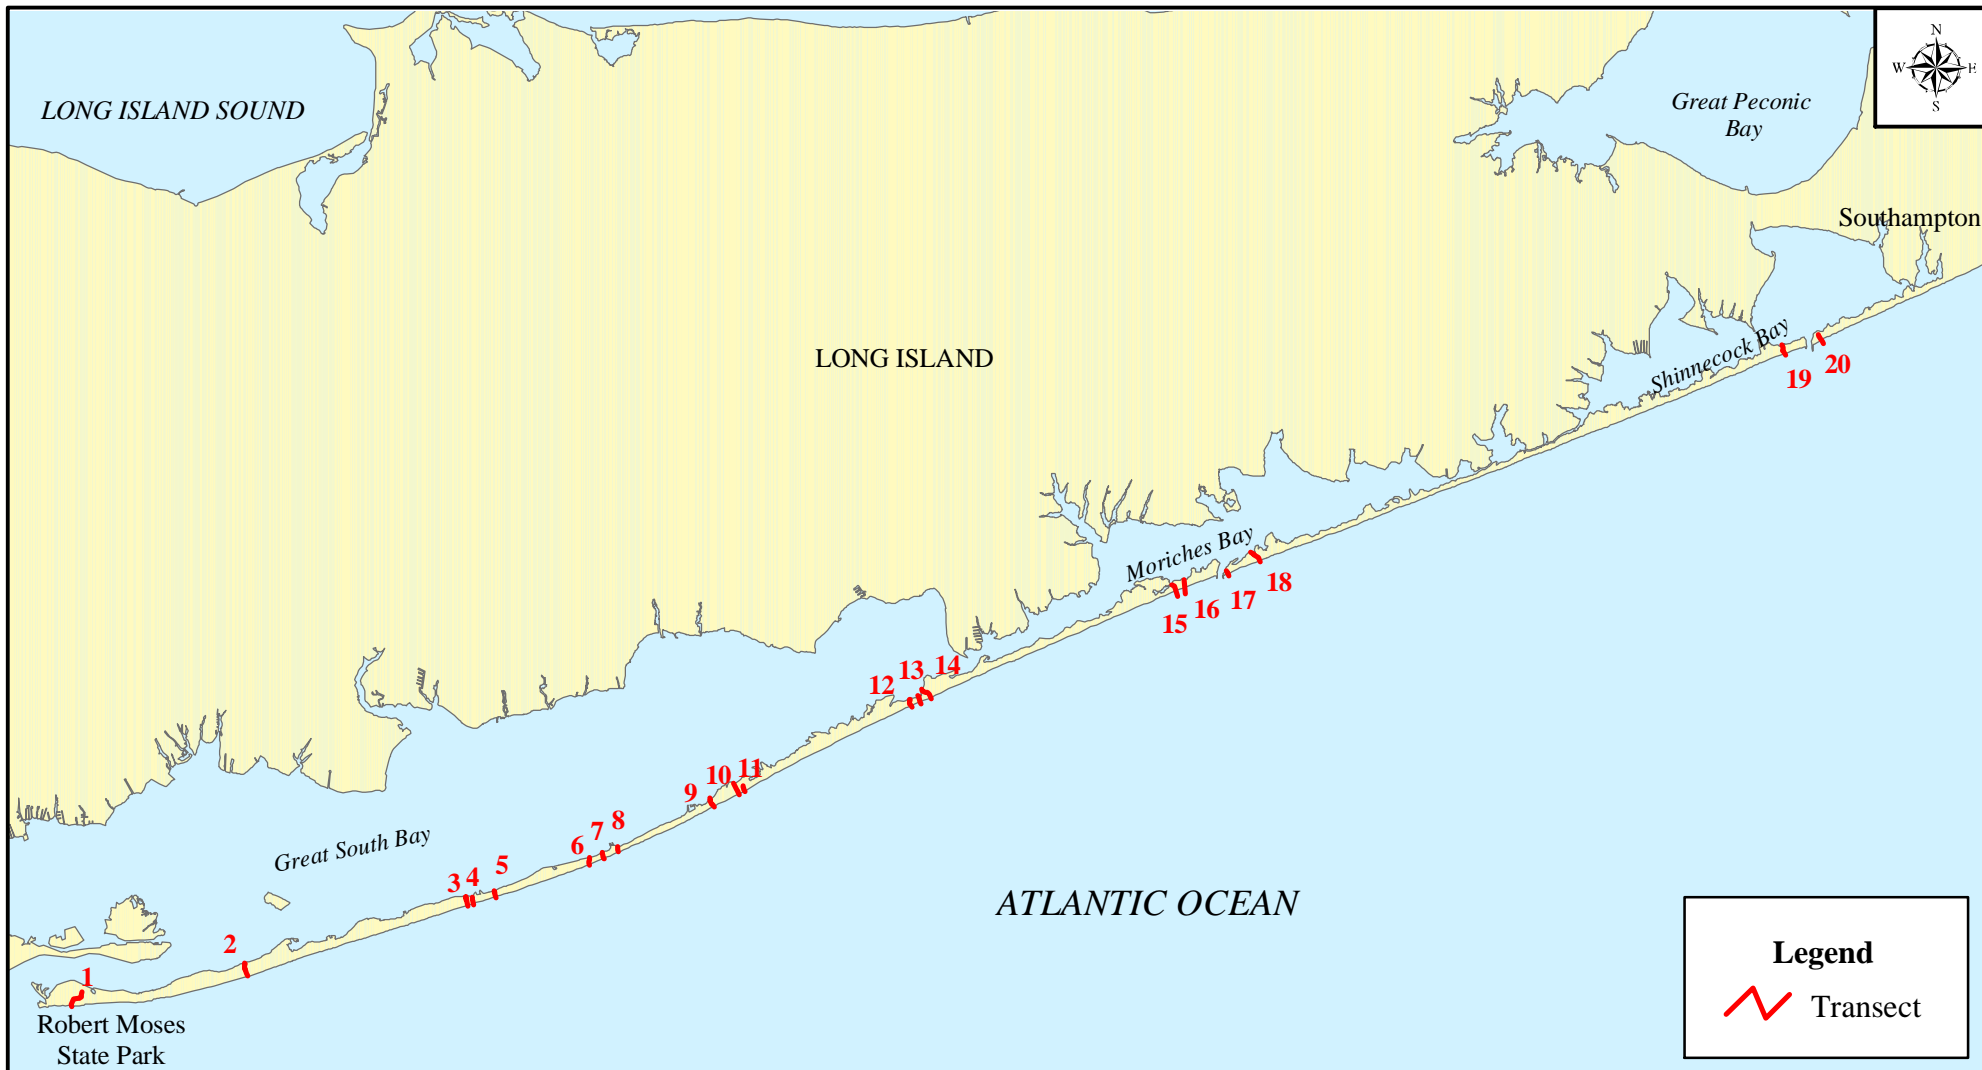 N
W E
S
LONG ISLAND SOUND
Great Peconic
Bay
Southampton
LONG ISLAND
Shinnecock Bay
19
20
Moriches Bay
15
16
17
18
12
13
14
9
10
11
6
7
8
Great South Bay
3
4
5
ATLANTIC OCEAN
2
1
Robert Moses
State Park
Legend
Transect